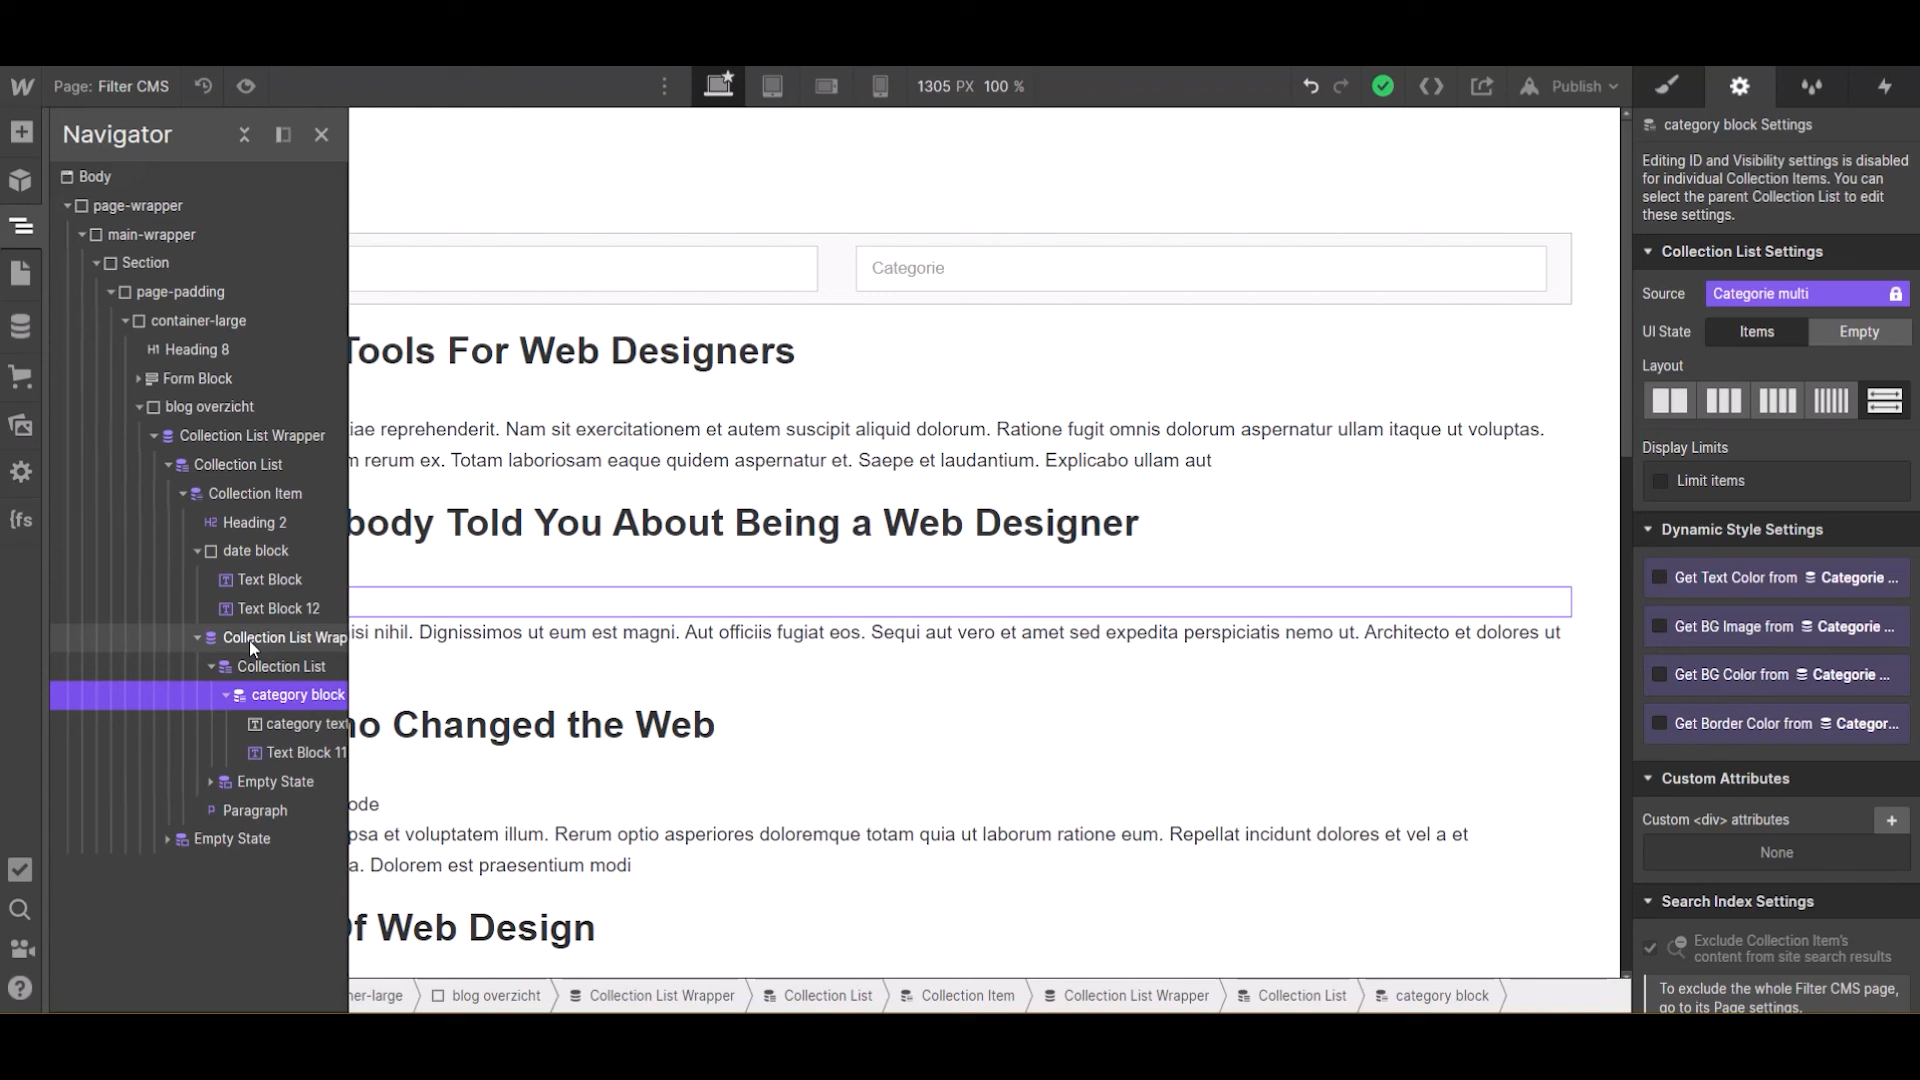 Page: Filter CMS
1305 PX 100 %
Publish
Navigator
Body
page-wrapper
main-wrapper
Section
page-padding
container-large
H1 Heading 8
Form Block
blog overzicht
Collection List Wrapper
Collection List
Collection Item
H2 Heading 2
date block
Text Block
Text Block 12
Collection List Wrap
Collection List
category block
category text
Text Block 11
Empty State
P Paragraph
Empty State
{fs
Categorie
Tools For Web Designers
iae reprehenderit. Nam sit exercitationem et autem suscipit aliquid dolorum. Ratione fugit omnis dolorum aspernatur ullam itaque ut voluptas.
rerum ex. Totam laboriosam eaque quidem aspernatur et. Saepe et laudantium. Explicabo ullam aut
body Told You About Being a Web Designer
isi nihil. Dignissimos ut eum est magni. Aut officiis fugiat eos. Sequi aut vero et amet sed expedita perspiciatis nemo ut. Architecto et dolores ut
ho Changed the Web
ode
psa et voluptatem illum. Rerum optio asperiores doloremque totam quia ut laborum ratione eum. Repellat incidunt dolores et vel a et
a. Dolorem est praesentium modi
Of Web Design
er-large
blog overzicht
Collection List Wrapper
Collection List
Collection Item
Collection List Wrapper
Collection List
category block
category block Settings
Editing ID and Visibility settings is disabled
for individual Collection Items. You can
select the parent Collection List to edit
these settings.
Collection List Settings
Source Categorie multi
UI State Items Empty
Layout
Display Limits
Limit items
Dynamic Style Settings
Get Text Color from Categorie ...
Get BG Image from Categorie ...
Get BG Color from Categorie ...
Get Border Color from Categor...
Custom Attributes
Custom <div> attributes
None
Search Index Settings
Exclude Collection Item's
content from site search results
To exclude the whole Filter CMS page,
go to its Page settings.